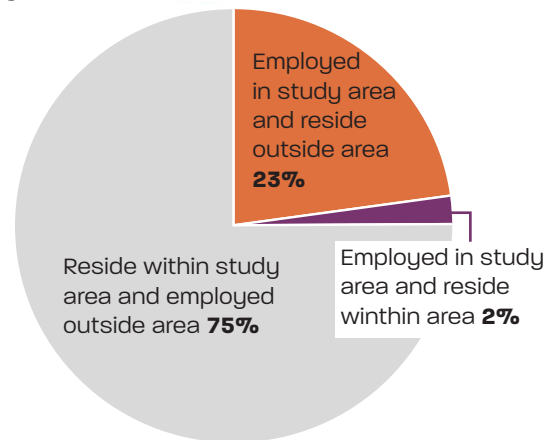 Employed
in study area
and reside
outside area
23%
Reside within study
area and employed
outside area 75%
Employed in study
area and reside
winthin area 2%